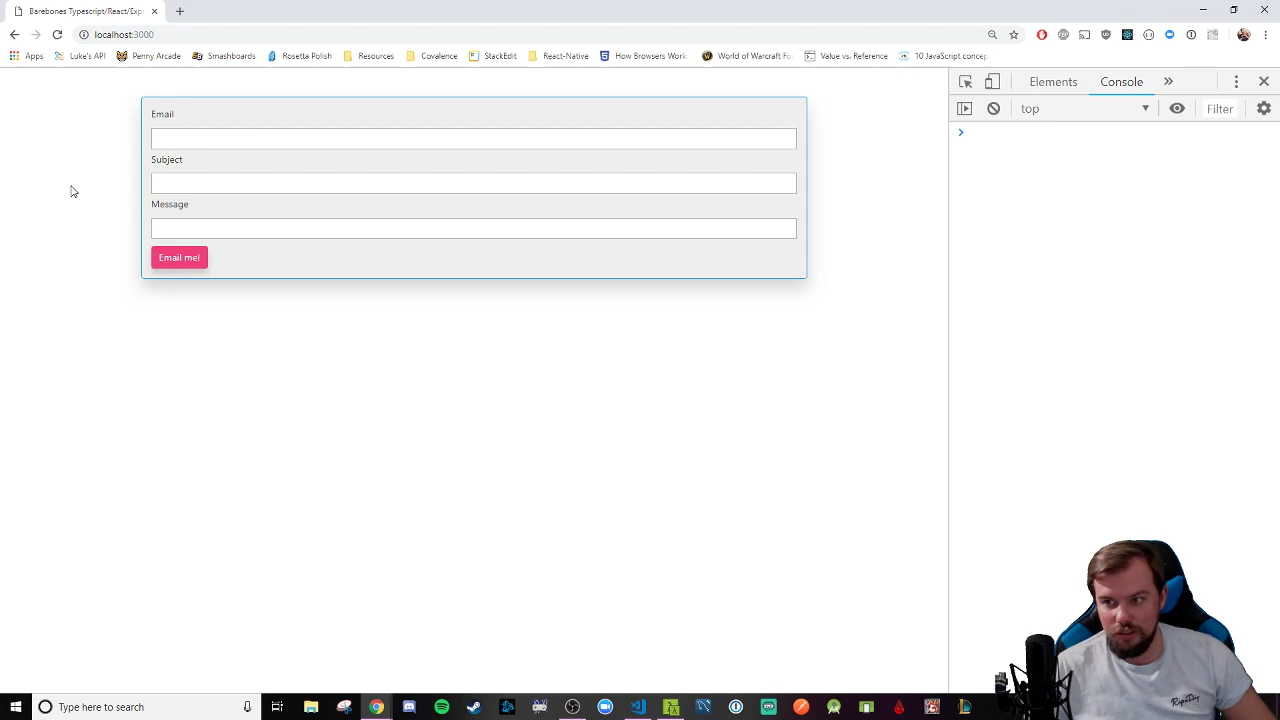 Barebones Typescript/React/Expr
localhost:3000
Apps Luke's API Penny Arcade Smashboards Rosetta Polish Resources Covalence StackEdit React-Native How Browsers Work World of Warcraft Fo Value vs. Reference 10 JavaScript concep
Elements Console
top Filter
Email
Subject
Message
Email me!
Type here to search